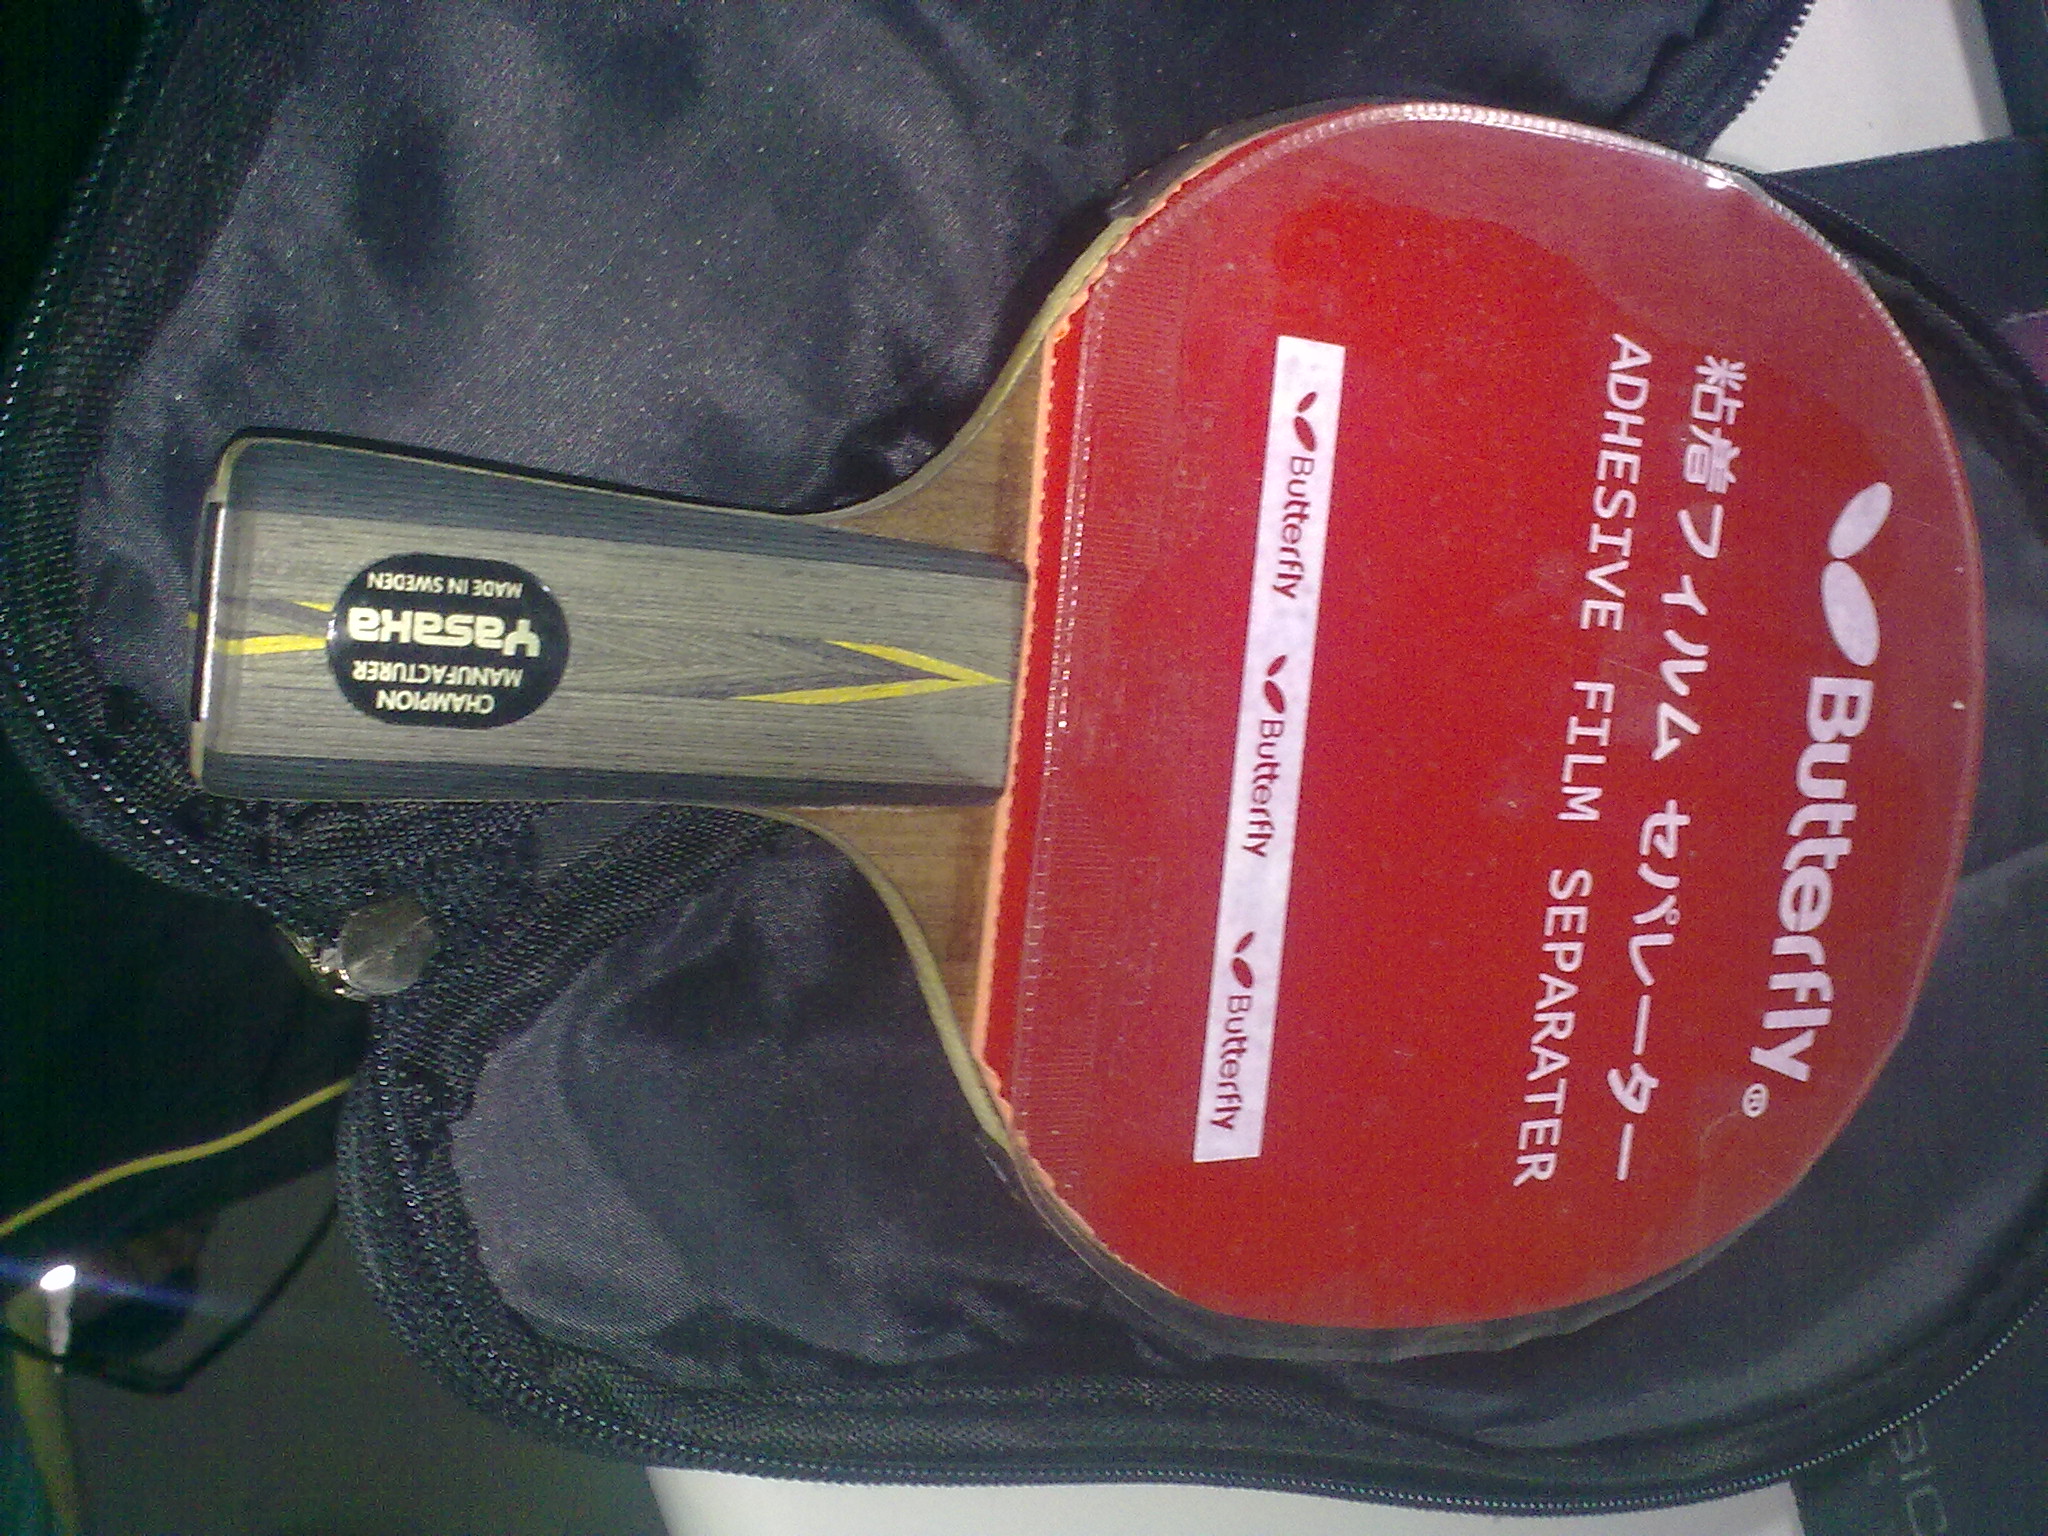 Butterfly®
粘着フィルム セパレーター
ADHESIVE FILM SEPARATER
Butterfly Butterfly Butterfly
CHAMPION
MANUFACTURER
Yasaka
MADE IN SWEDEN